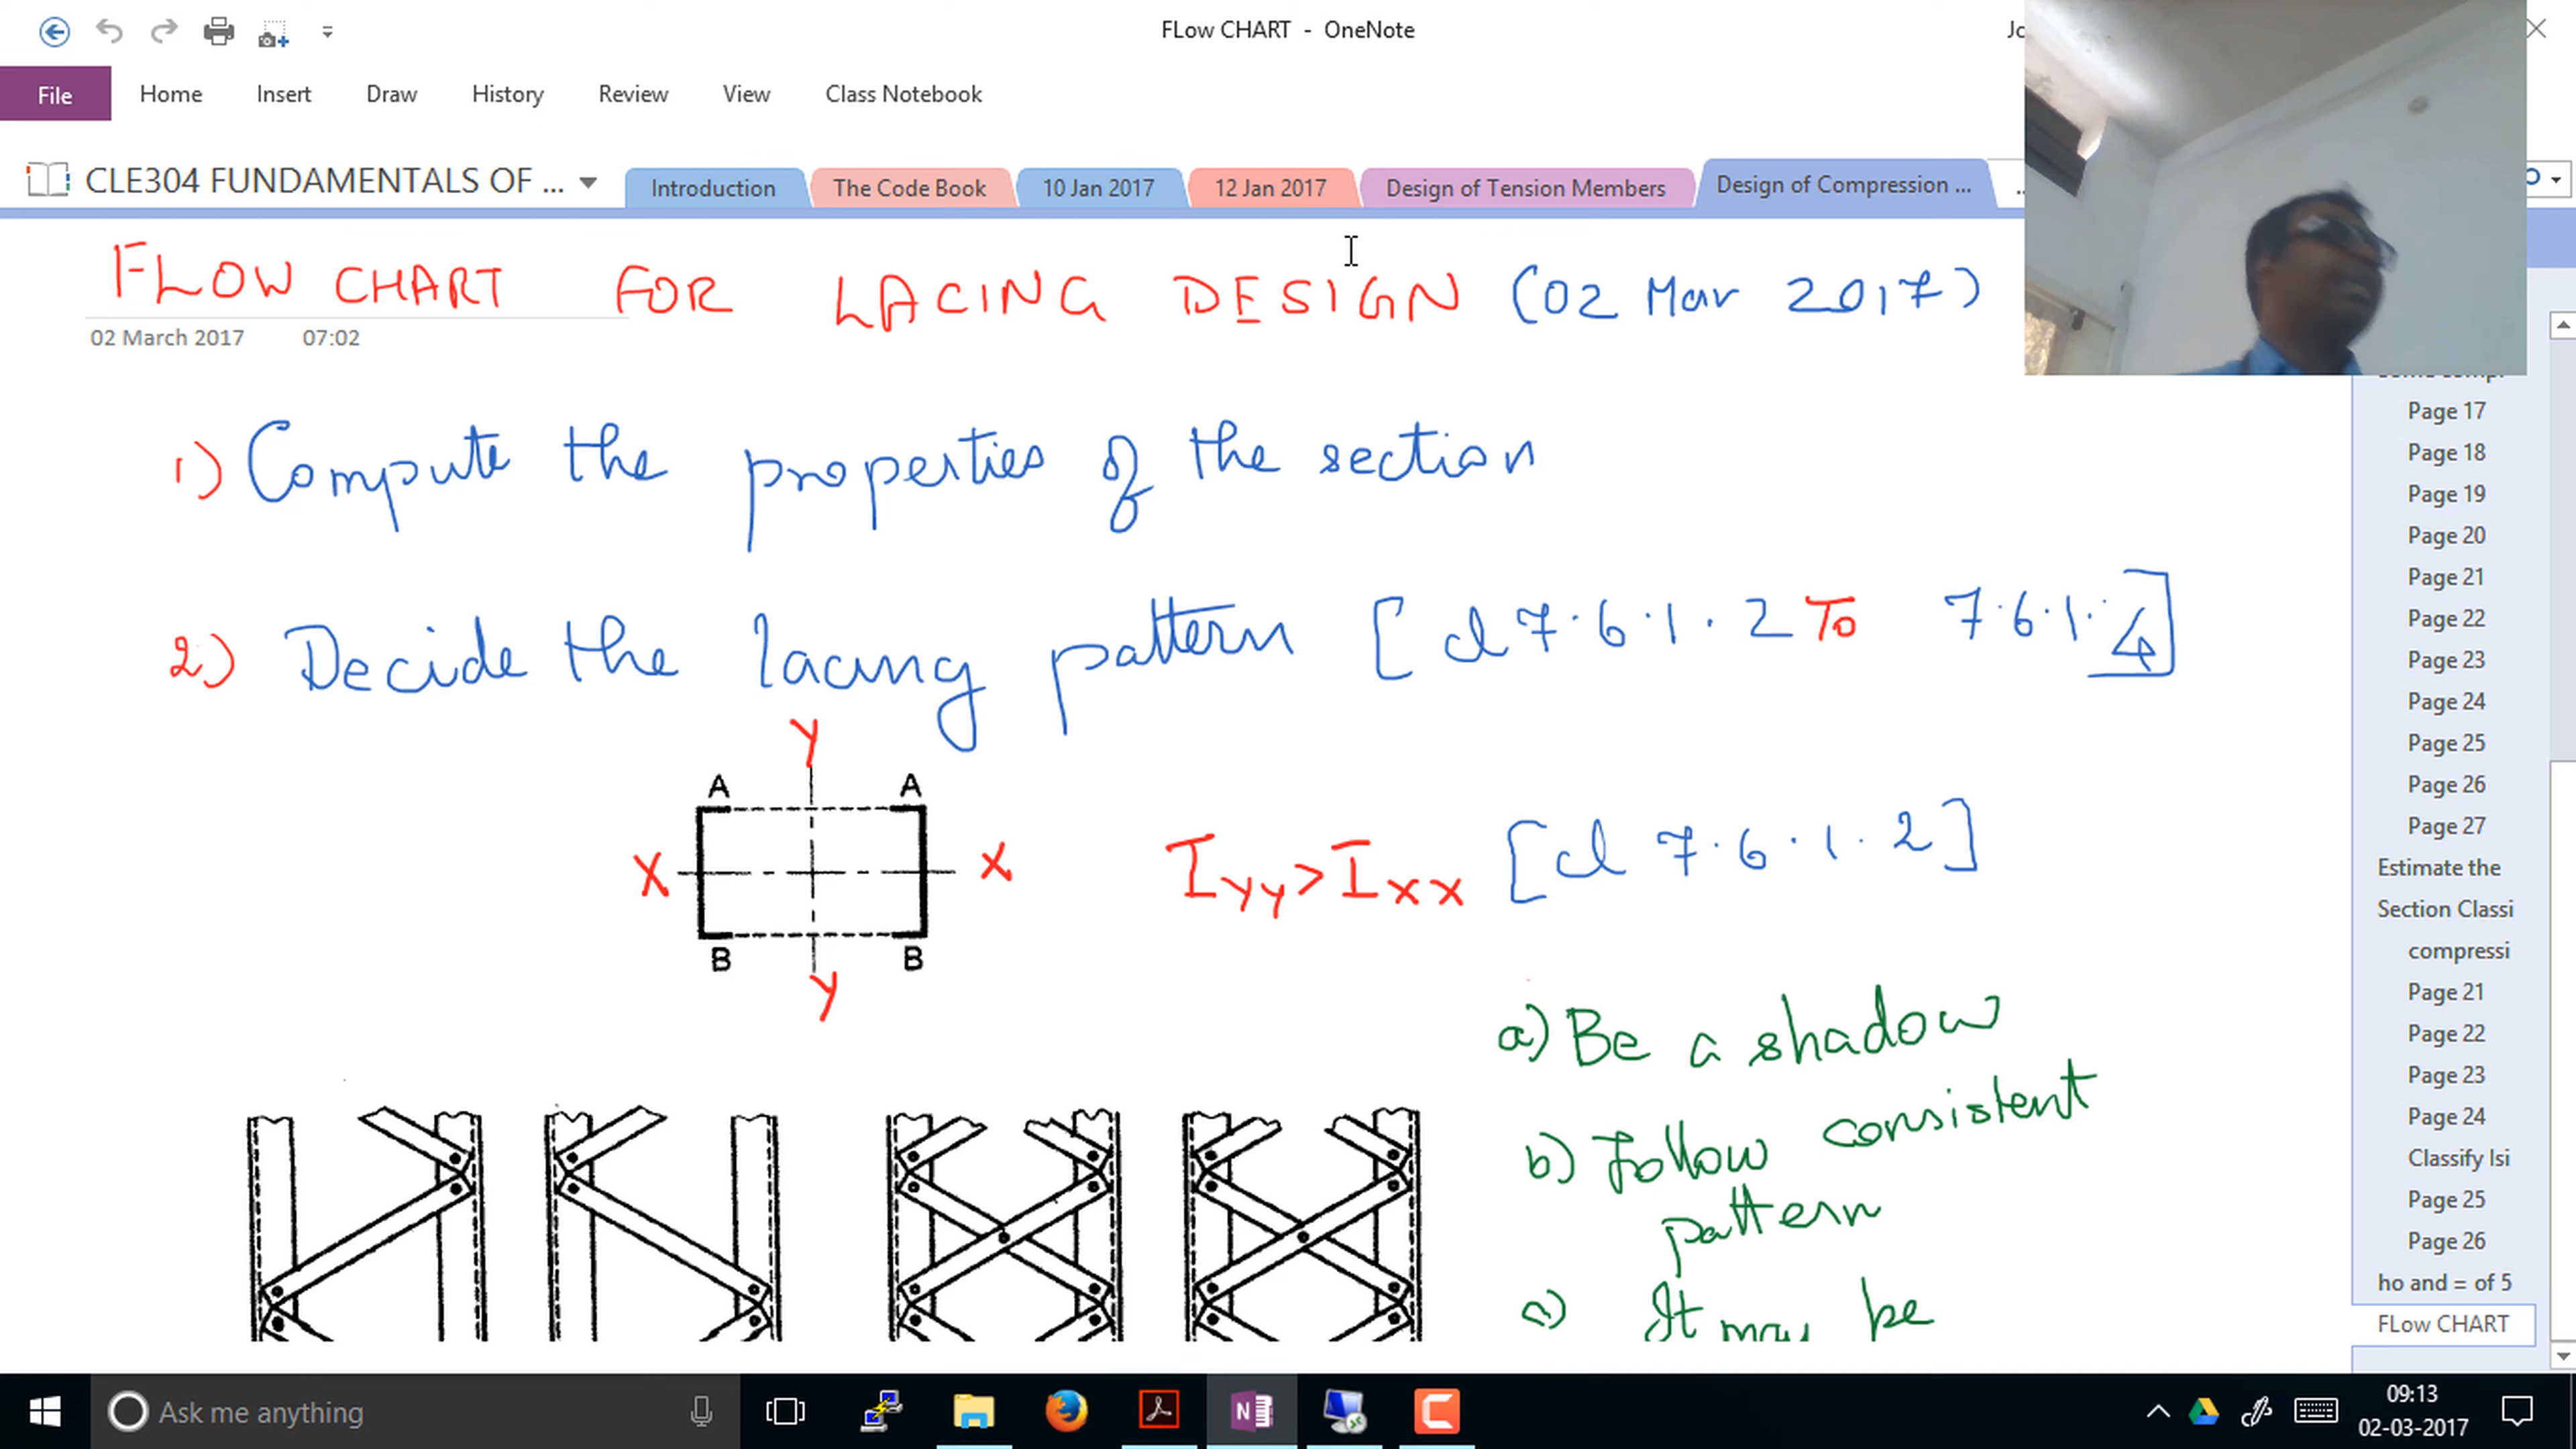 FLow CHART - OneNote
File Home Insert Draw History Review View Class Notebook
CLE304 FUNDAMENTALS OF ... Introduction The Code Book 10 Jan 2017 12 Jan 2017 Design of Tension Members Design of Compression ...
FLOW CHART FOR LACING DESIGN (02 Mar 2017)
02 March 2017 07:02
1) Compute the properties of the section
2) Decide the lacing pattern [cl 7.6.1.2 To 7.6.1.4]
Y
A A
X X
B B
Y
Iyy > Ixx [cl 7.6.1.2]
a) Be a shadow
b) Follow consistent
pattern
It may be
Page 17
Page 18
Page 19
Page 20
Page 21
Page 22
Page 23
Page 24
Page 25
Page 26
Page 27
Estimate the
Section Classi
compressi
Page 21
Page 22
Page 23
Page 24
Classify Isi
Page 25
Page 26
ho and = of 5
FLow CHART
Ask me anything
09:13
02-03-2017